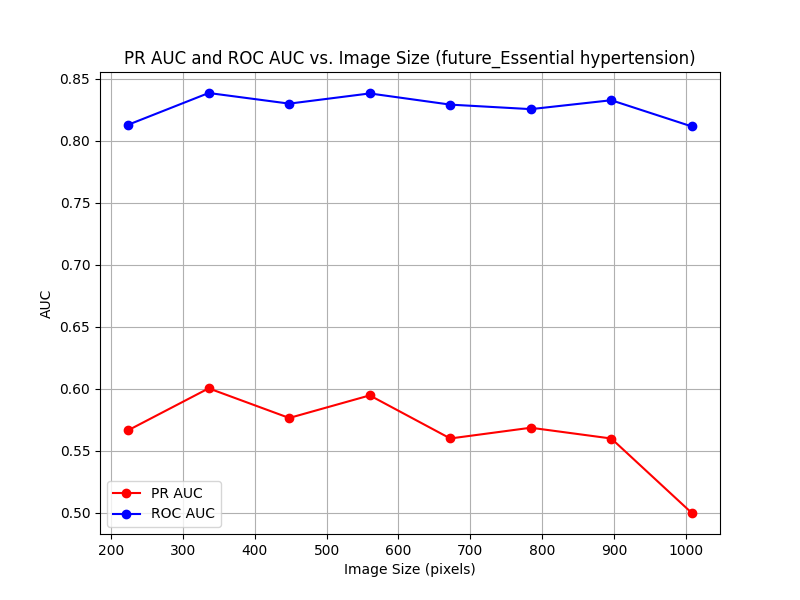 PR AUC and ROC AUC vs. Image Size (future_Essential hypertension)
0.85
0.80
0.75
0.70
0.65
0.60
0.55
0.50
AUC
PR AUC
ROC AUC
200 300 400 500 600 700 800 900 1000
Image Size (pixels)